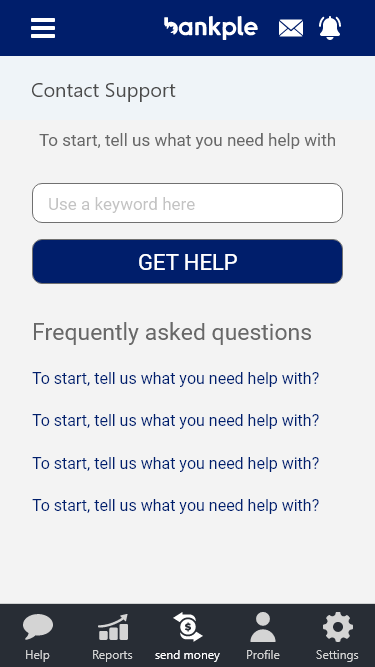 bankple
Contact Support
To start, tell us what you need help with
Use a keyword here
GET HELP
Frequently asked questions
To start, tell us what you need help with?
To start, tell us what you need help with?
To start, tell us what you need help with?
To start, tell us what you need help with?
Help Reports send money Profile Settings